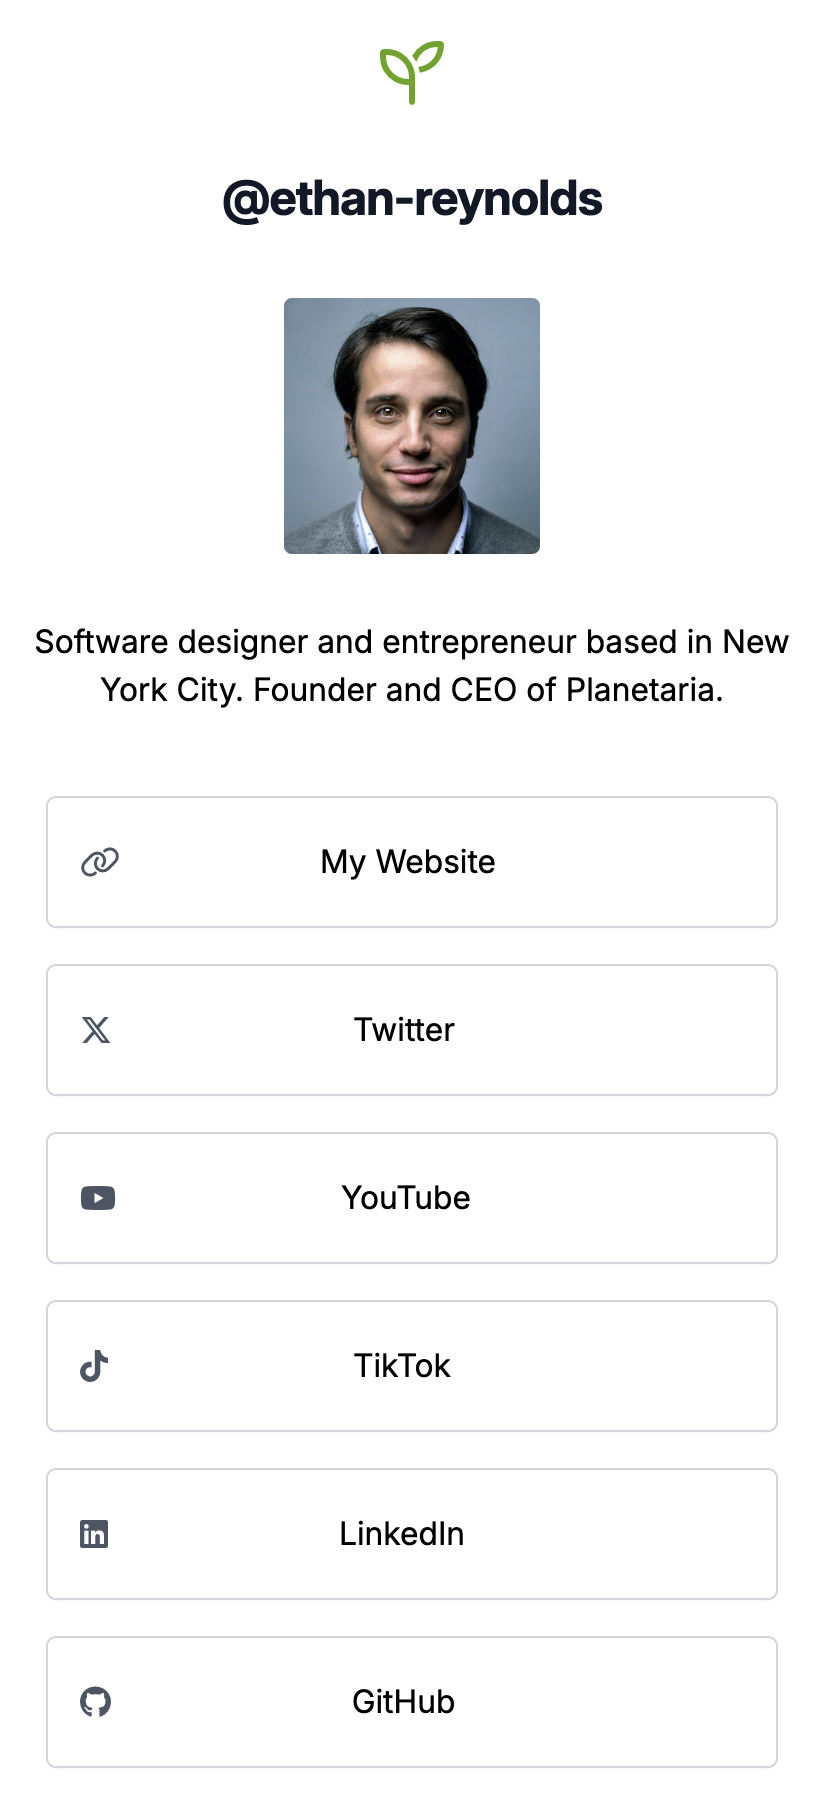 @ethan-reynolds
Software designer and entrepreneur based in New
York City. Founder and CEO of Planetaria.
My Website
Twitter
YouTube
TikTok
LinkedIn
GitHub